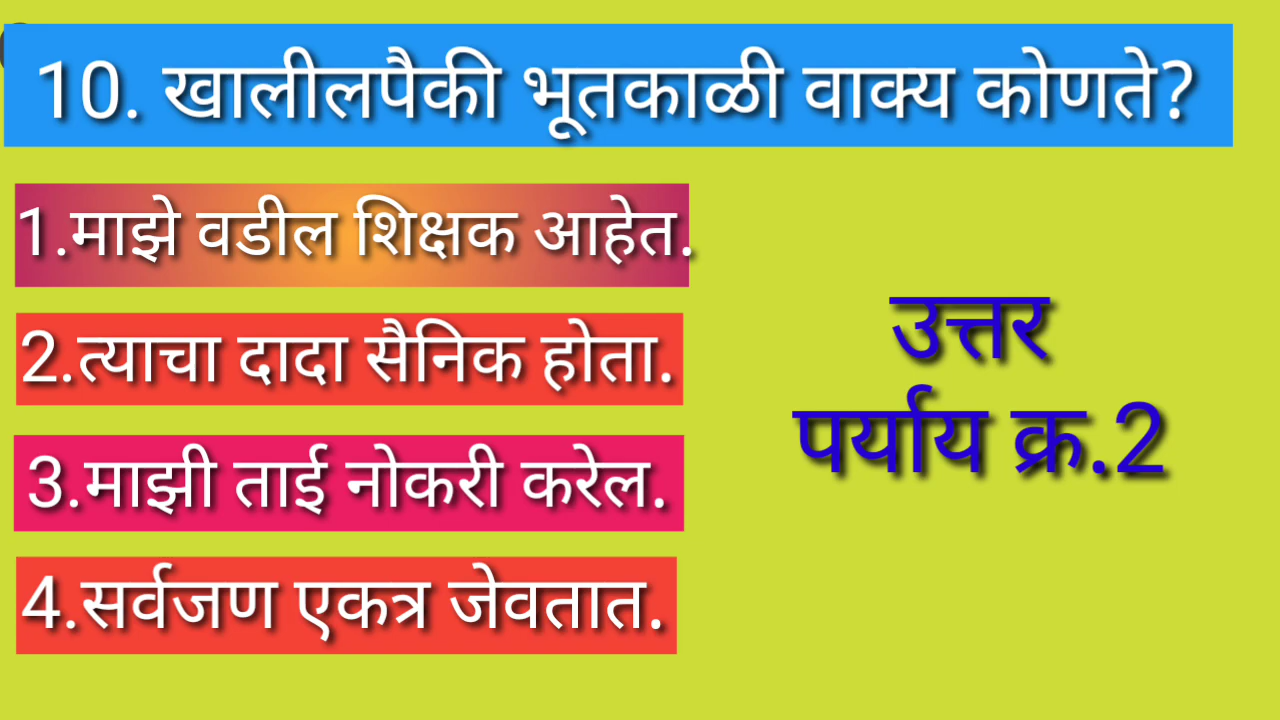 10. खालीलपैकी भूतकाळी वाक्य कोणते?
1.माझे वडील शिक्षक आहेत.
2.त्याचा दादा सैनिक होता.
3.माझी ताई नोकरी करेल.
4.सर्वजण एकत्र जेवतात.
उत्तर
पर्याय क्र.2